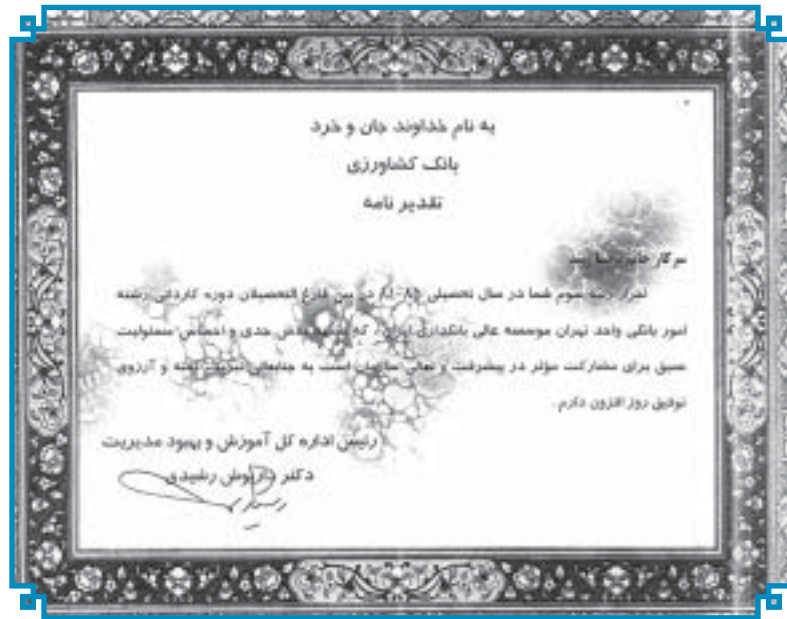 به نام خداوند جان و خرد
بانک کشاورزی
تقدیر نامه
سرکار خانم
احراز رتبه سوم شما در سال تحصیلی در بین فارغ التحصیلان دوره کاردانی رشته
امور بانکی واحد تهران موسسه عالی بانکداری ایران، که تلاش جدی و احساس مسئولیت
عمیق برای مشارکت مؤثر در پیشرفت و تعالی سازمان است به جنابعالی تبریک گفته و آرزوی
توفیق روز افزون دارم.
رئیس اداره کل آموزش و بهبود مدیریت
دکتر داریوش رشیدی